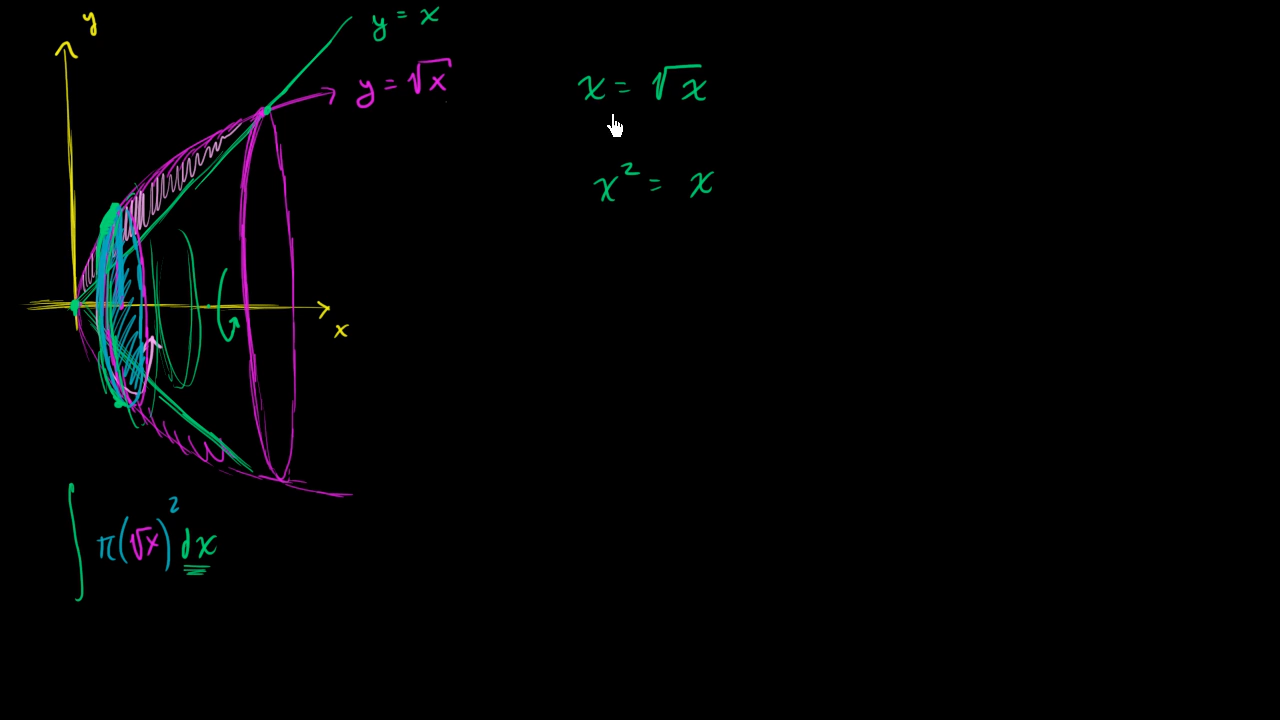 y
y = x
y = √x
x = √x
x² = x
x
∫ π(√x)² dx